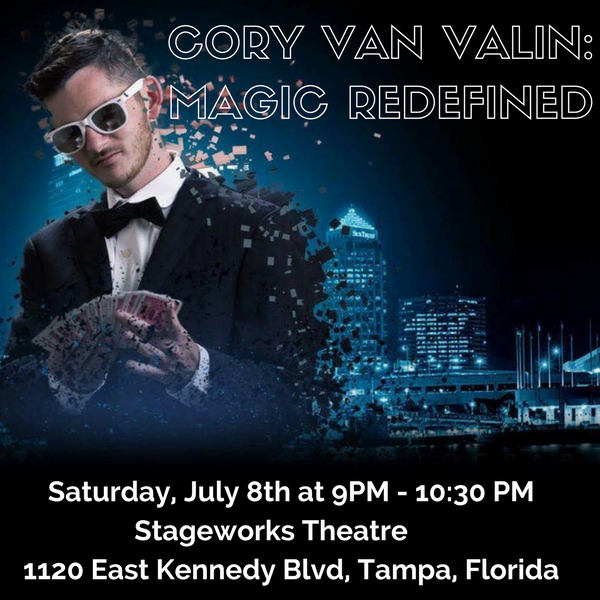 CORY VAN VALIN:
MAGIC REDEFINED
SUNTRUST
Saturday, July 8th at 9PM - 10:30 PM
Stageworks Theatre
1120 East Kennedy Blvd, Tampa, Florida